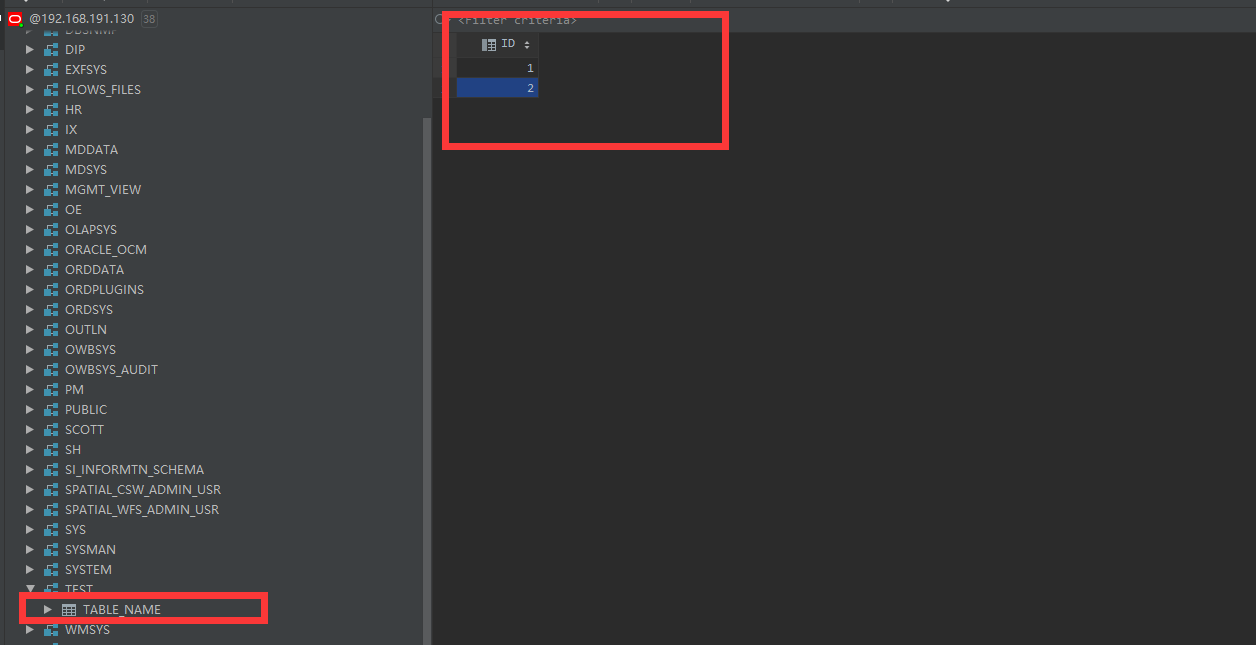 @192.168.191.130 38
DBSNMP
DIP
EXFSYS
FLOWS_FILES
HR
IX
MDDATA
MDSYS
MGMT_VIEW
OE
OLAPSYS
ORACLE_OCM
ORDDATA
ORDPLUGINS
ORDSYS
OUTLN
OWBSYS
OWBSYS_AUDIT
PM
PUBLIC
SCOTT
SH
SI_INFORMTN_SCHEMA
SPATIAL_CSW_ADMIN_USR
SPATIAL_WFS_ADMIN_USR
SYS
SYSMAN
SYSTEM
TEST
TABLE_NAME
WMSYS
<Filter criteria>
ID
1
2